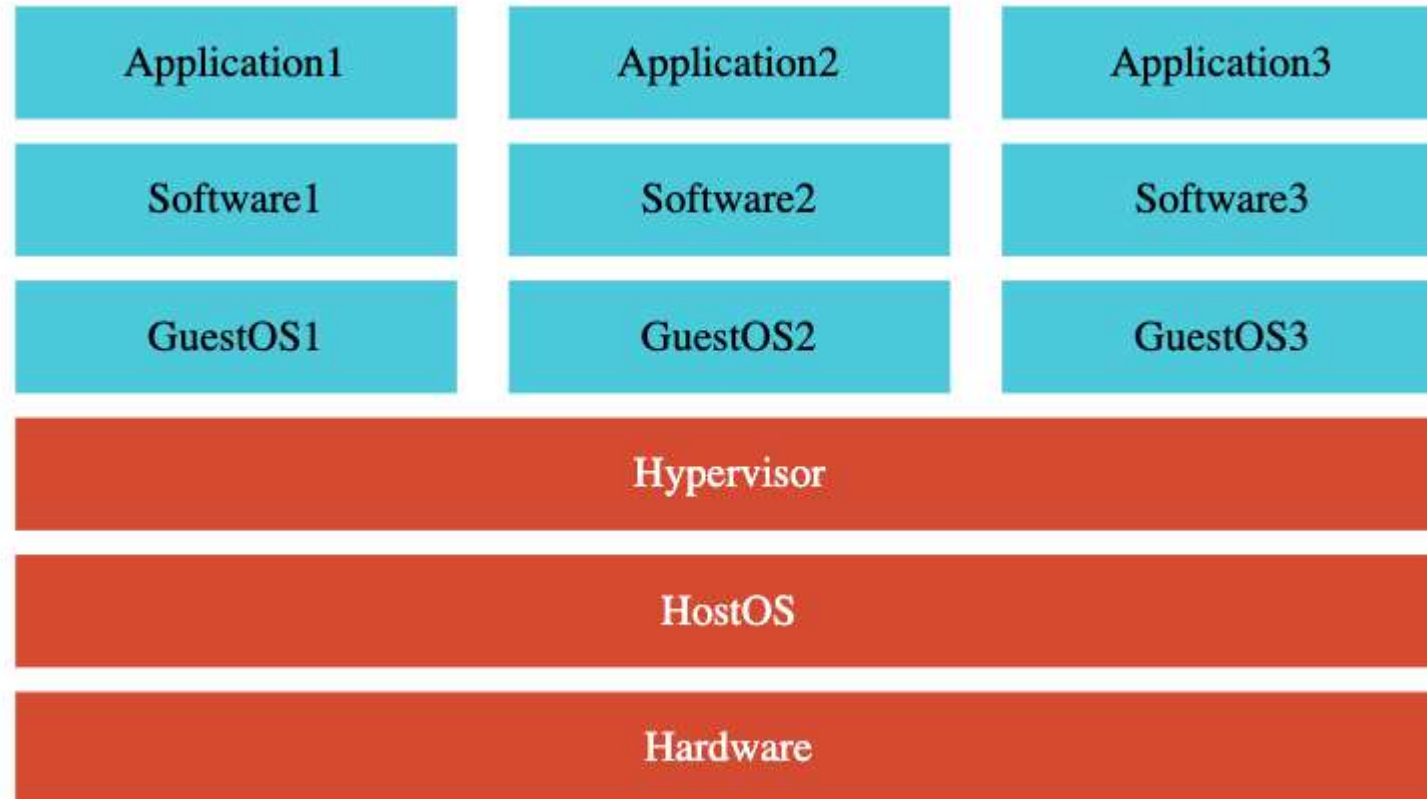 Application1 Application2 Application3
Software1 Software2 Software3
GuestOS1 GuestOS2 GuestOS3
Hypervisor
HostOS
Hardware